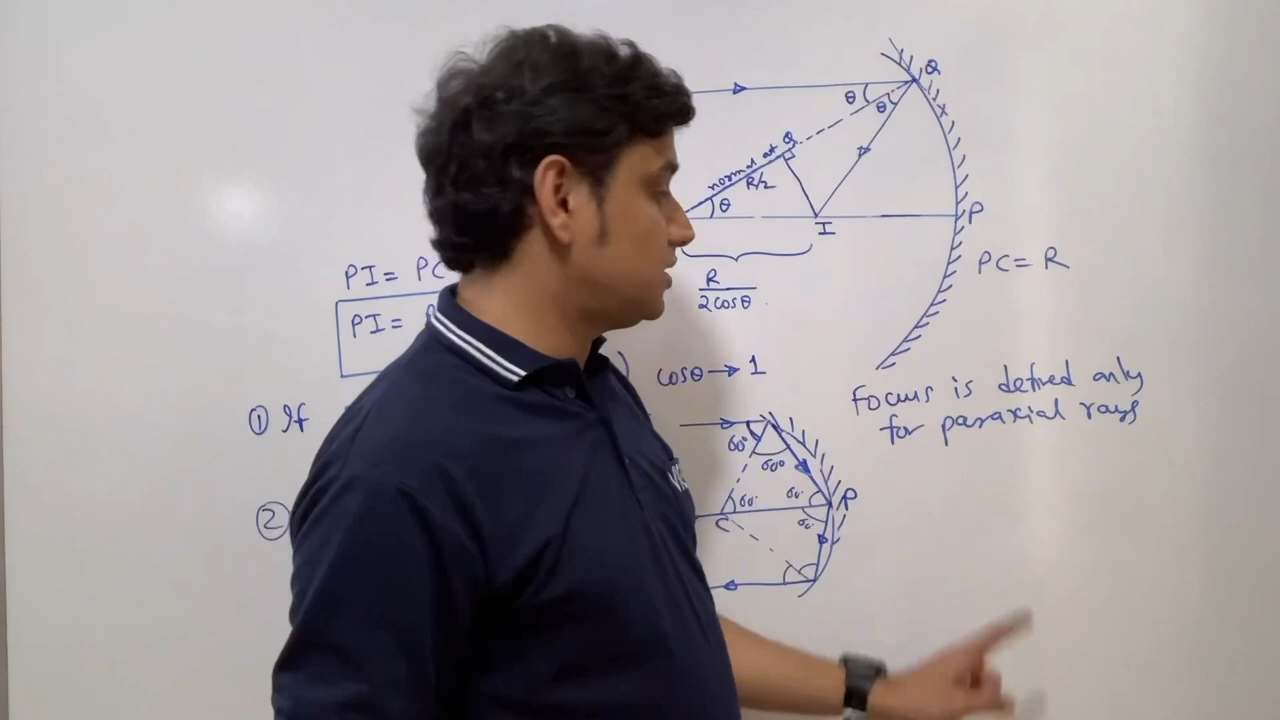 Q
θ
θ
normal at Q
R/2
θ
I
P
PC = R
R
2cosθ
PI = PC
PI =
) cosθ → 1
Focus is defined only
for paraxial rays
① If
60°
60°
60°
60°
60°
P
C
②